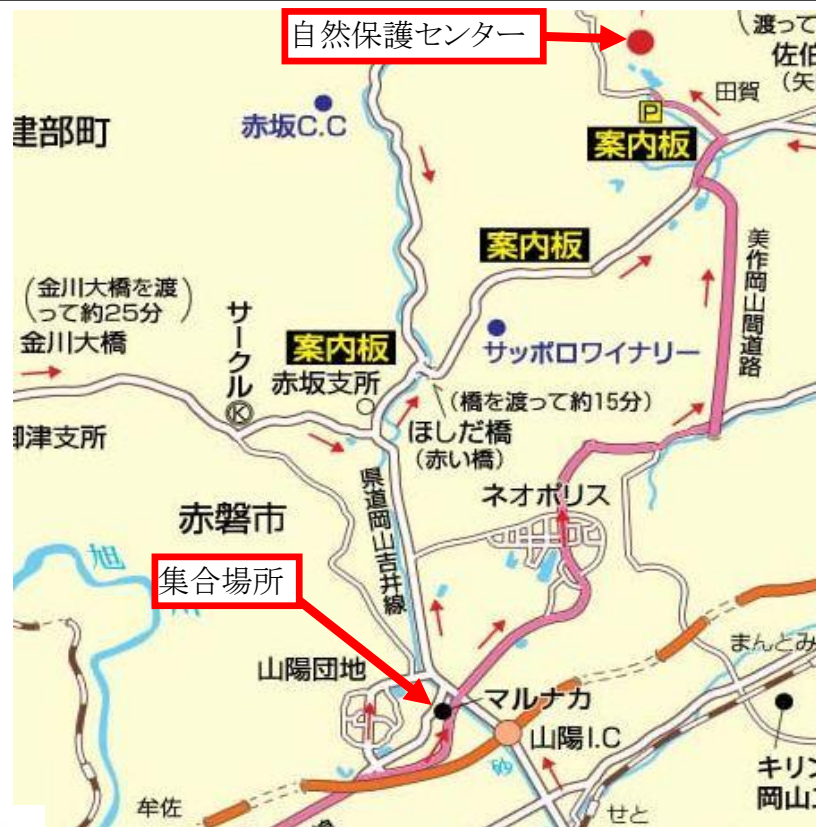 自然保護センター
(渡って
佐伯
(矢
田賀
P
案内板
赤坂C.C
建部町
案内板
美作岡山間道路
(金川大橋を渡
って約25分)
金川大橋
サークルⓀ
案内板
赤坂支所
サッポロワイナリー
(橋を渡って約15分)
ほしだ橋
(赤い橋)
御津支所
県道岡山吉井線
ネオポリス
赤磐市
旭
川
集合場所
まんとみ
山陽団地
マルナカ
山陽I.C
砂
キリン
岡山
牟佐
せと